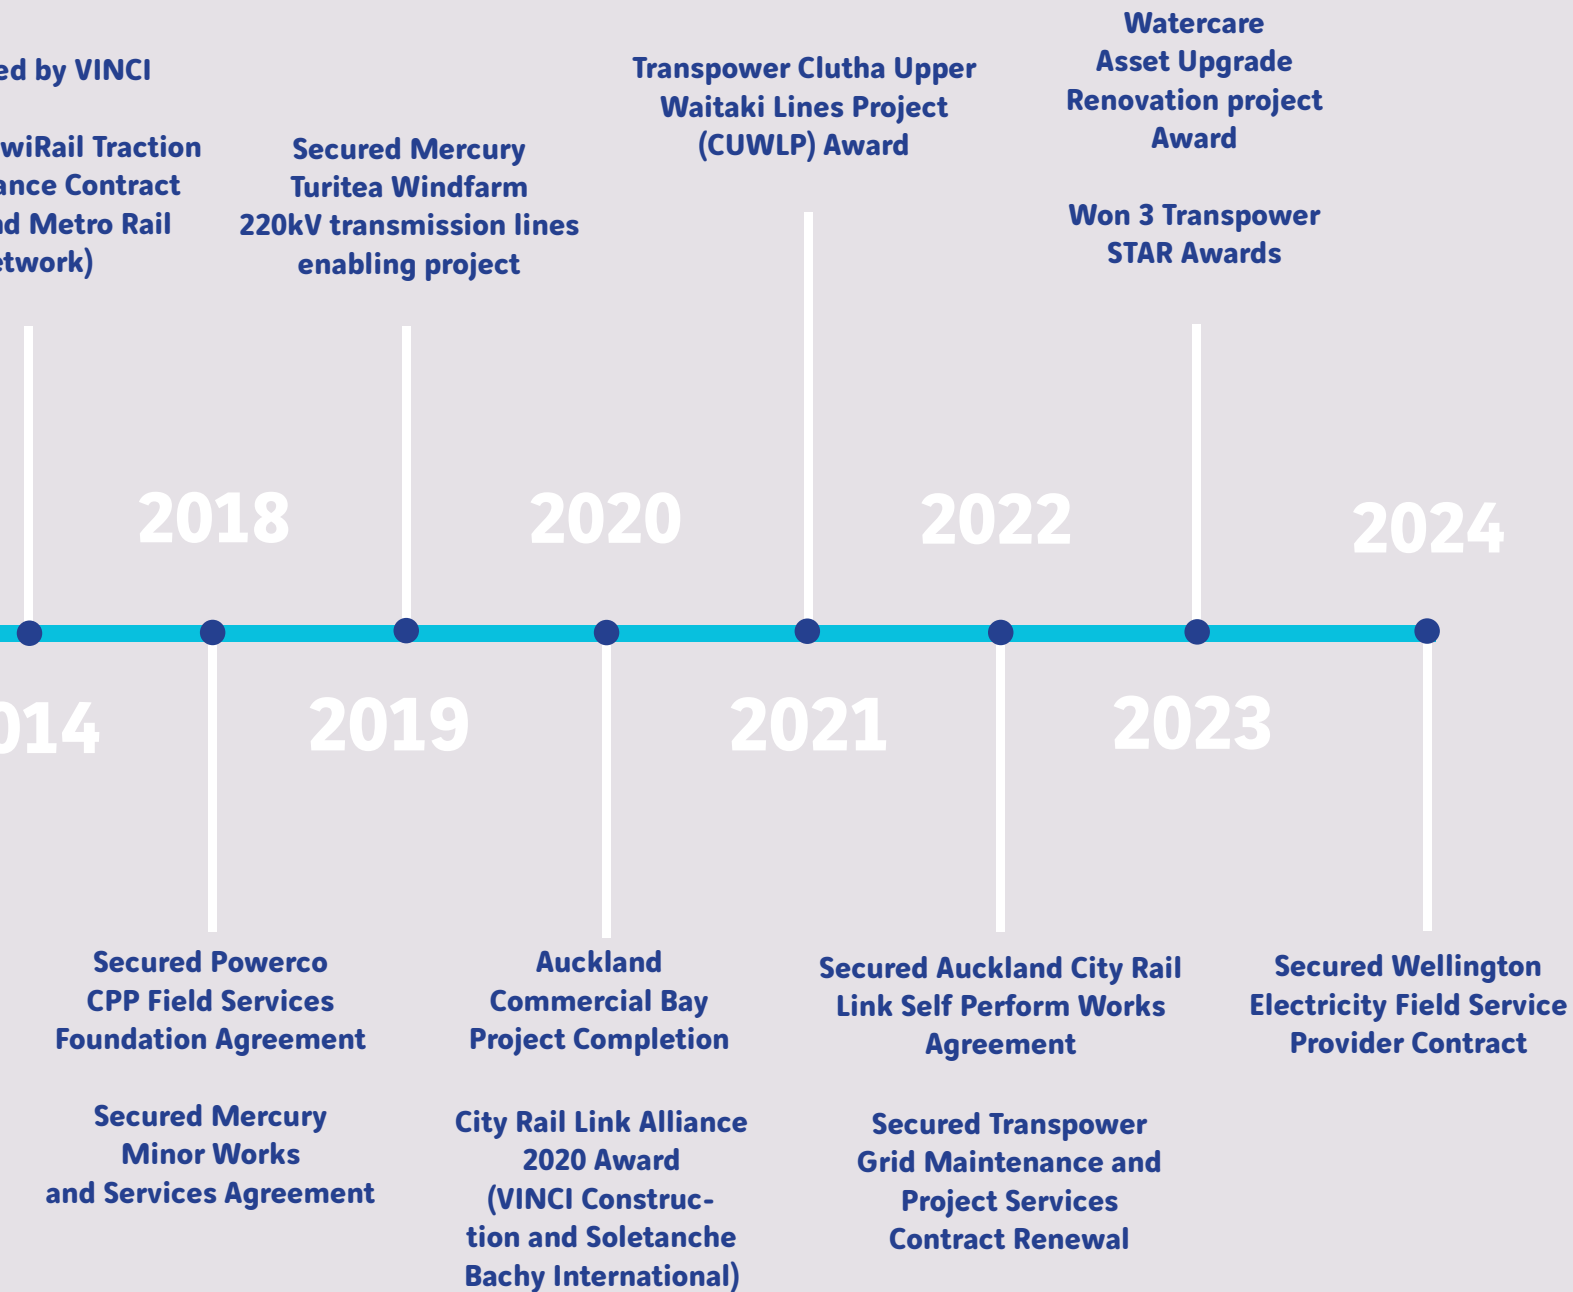 ed by VINCI
wiRail Traction
ance Contract
nd Metro Rail
etwork)
Secured Mercury
Turitea Windfarm
220kV transmission lines
enabling project
Transpower Clutha Upper
Waitaki Lines Project
(CUWLP) Award
Watercare
Asset Upgrade
Renovation project
Award
Won 3 Transpower
STAR Awards
2018
2020
2022
2024
014
2019
2021
2023
Secured Powerco
CPP Field Services
Foundation Agreement
Secured Mercury
Minor Works
and Services Agreement
Auckland
Commercial Bay
Project Completion
City Rail Link Alliance
2020 Award
(VINCI Construc-
tion and Soletanche
Bachy International)
Secured Auckland City Rail
Link Self Perform Works
Agreement
Secured Transpower
Grid Maintenance and
Project Services
Contract Renewal
Secured Wellington
Electricity Field Service
Provider Contract